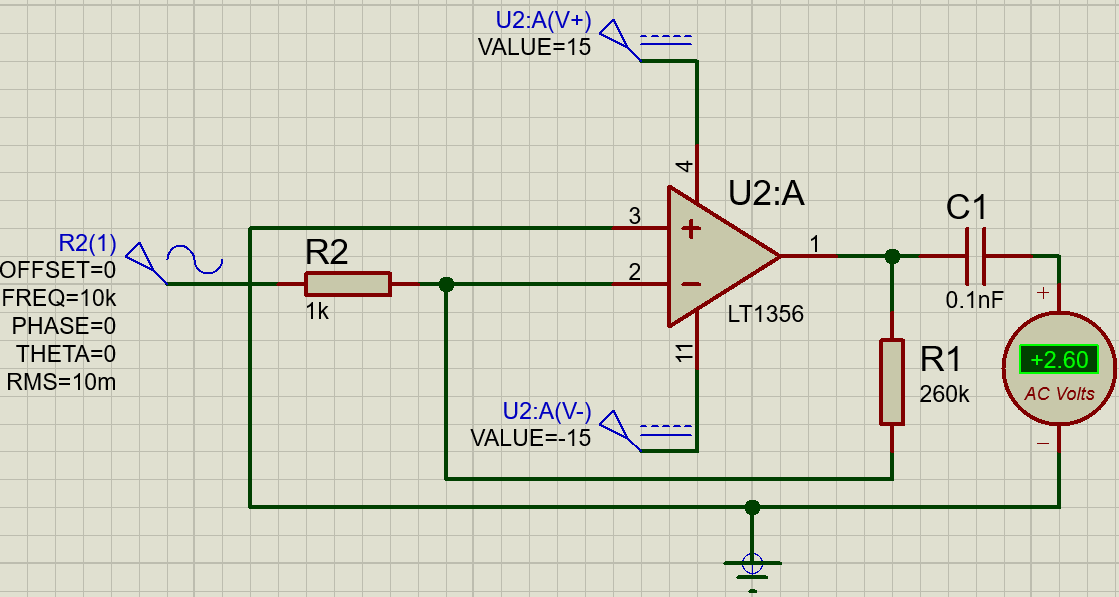 U2:A(V+)
VALUE=15
4
U2:A
3
+
2
−
1
LT1356
11
C1
0.1nF
R2(1)
OFFSET=0
FREQ=10k
PHASE=0
THETA=0
RMS=10m
R2
1k
U2:A(V-)
VALUE=-15
R1
260k
+
+2.60
AC Volts
−